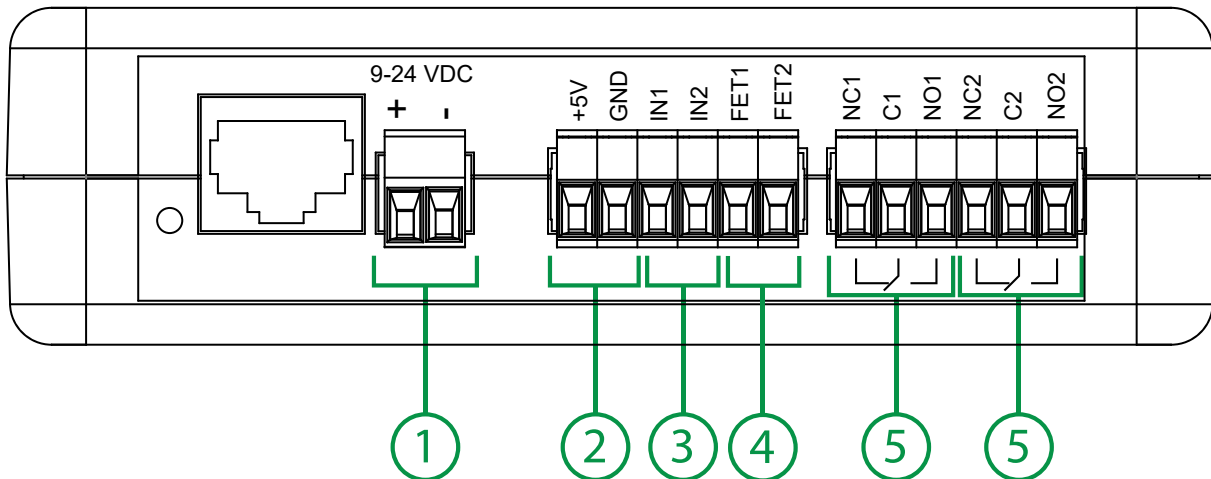 9-24 VDC
+ -
+5V GND IN1 IN2 FET1 FET2
NC1 C1 NO1 NC2 C2 NO2
1 2 3 4 5 5